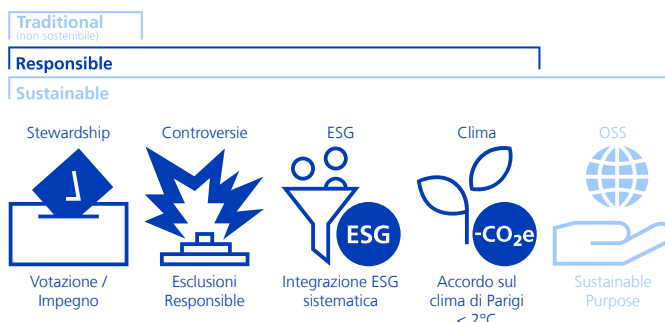 Traditional
(non sostenibile)
Responsible
Sustainable
Stewardship
Controversie
ESG
Clima
OSS
ESG
-CO₂e
Votazione /
Impegno
Esclusioni
Responsible
Integrazione ESG
sistematica
Accordo sul
clima di Parigi
< 2°C
Sustainable
Purpose